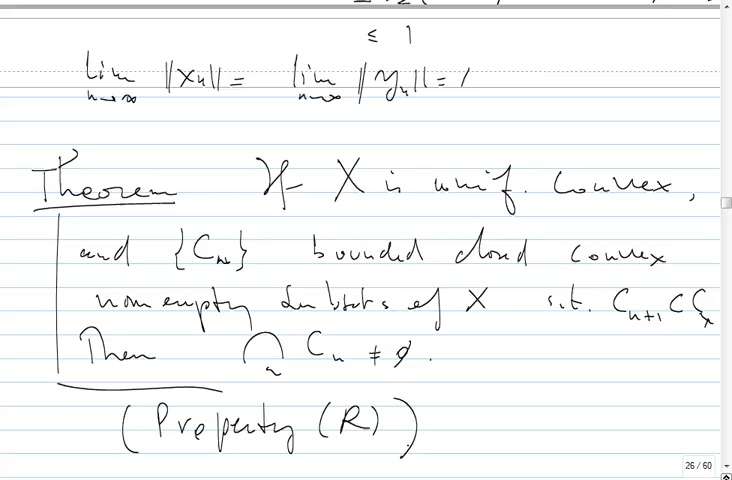 ≤ 1
lim n→∞ ||xₙ|| = lim n→∞ ||yₙ|| = 1
Theorem If X is unif. convex,
and {Cₙ} bounded closed convex
nonempty subsets of X s.t. Cₙ₊₁ ⊂ Cₙ
Then ⋂ₙ Cₙ ≠ ∅.
(Property (R))
26 / 60